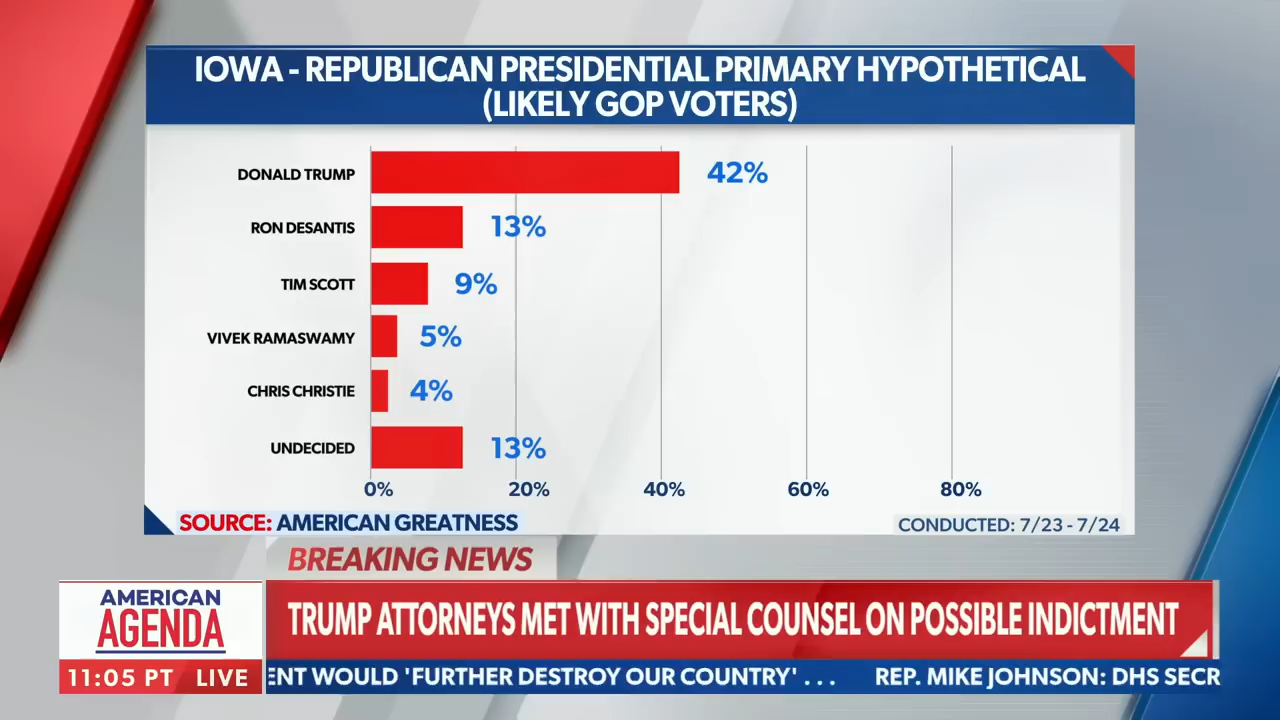 IOWA - REPUBLICAN PRESIDENTIAL PRIMARY HYPOTHETICAL
(LIKELY GOP VOTERS)
DONALD TRUMP 42%
RON DESANTIS 13%
TIM SCOTT 9%
VIVEK RAMASWAMY 5%
CHRIS CHRISTIE 4%
UNDECIDED 13%
0% 20% 40% 60% 80%
SOURCE: AMERICAN GREATNESS CONDUCTED: 7/23 - 7/24
BREAKING NEWS
AMERICAN
AGENDA
TRUMP ATTORNEYS MET WITH SPECIAL COUNSEL ON POSSIBLE INDICTMENT
11:05 PT LIVE
ENT WOULD 'FURTHER DESTROY OUR COUNTRY' . . . REP. MIKE JOHNSON: DHS SECR